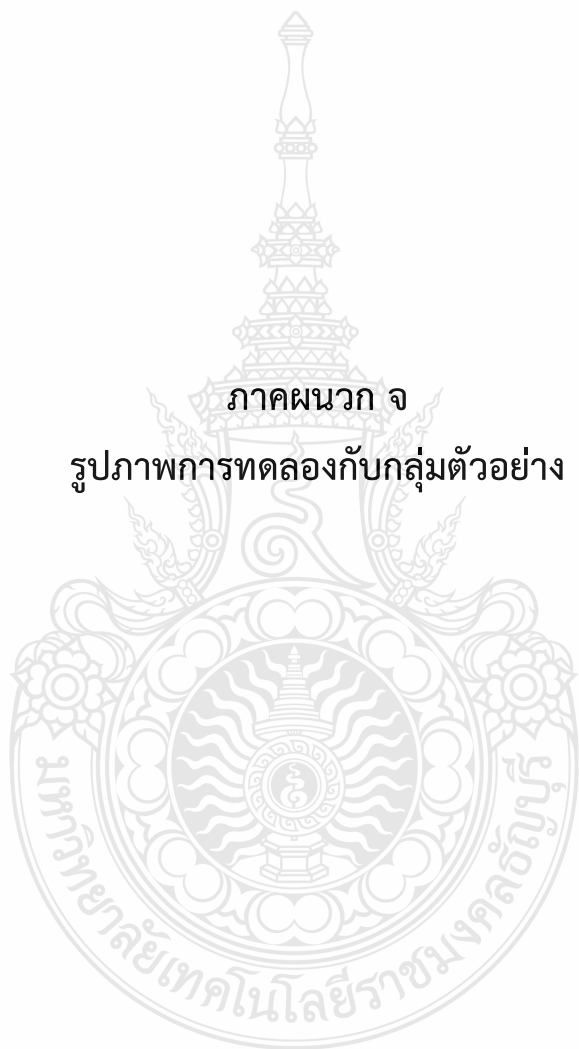 ภาคผนวก จ
รูปภาพการทดลองกับกลุ่มตัวอย่าง
มหาวิทยาลัยเทคโนโลยีราชมงคลธัญบุรี